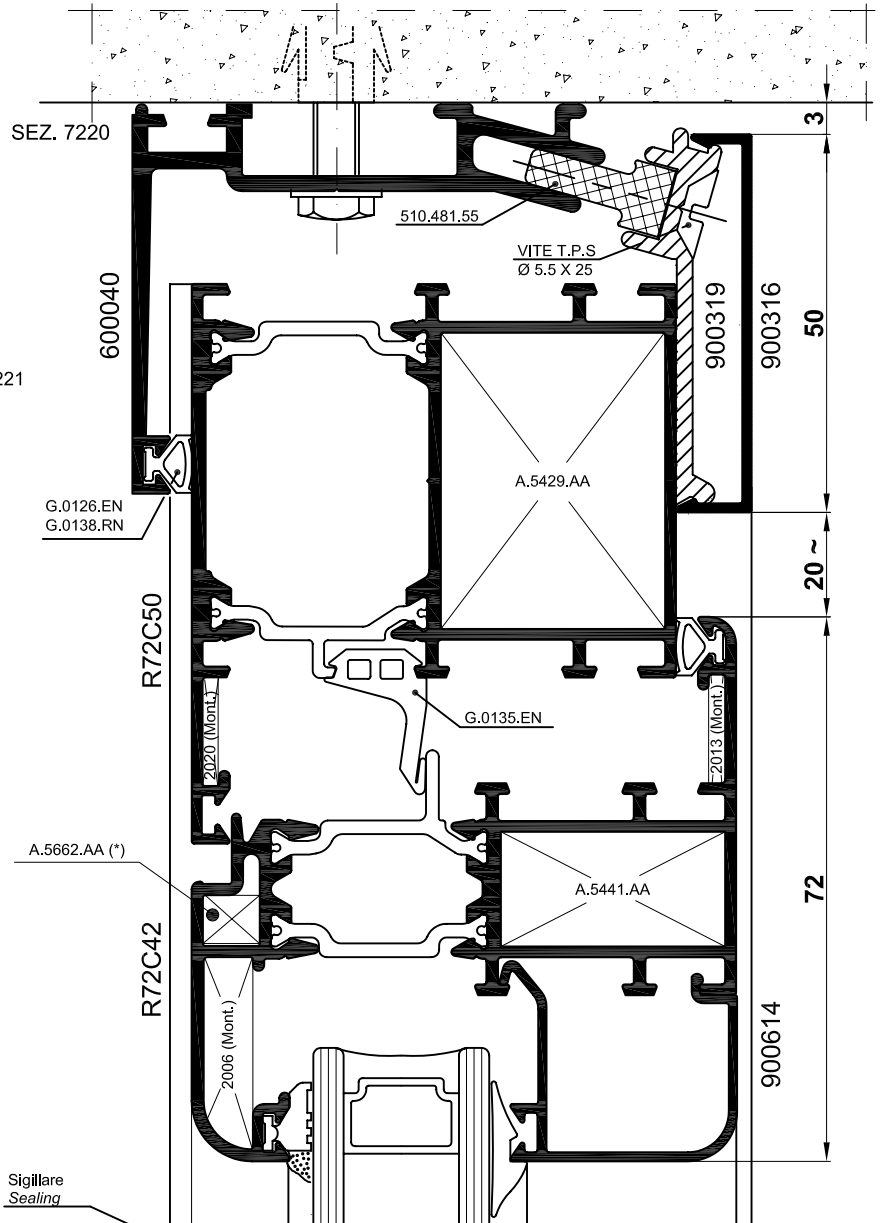 SEZ. 7220
3
510.481.55
VITE T.P.S
Ø 5.5 X 25
600040
900319
900316
50
221
A.5429.AA
G.0126.EN
G.0138.RN
20 ~
R72C50
2020 (Mont.)
G.0135.EN
2013 (Mont.)
A.5662.AA (*)
A.5441.AA
72
R72C42
2006 (Mont.)
900614
Sigillare
Sealing